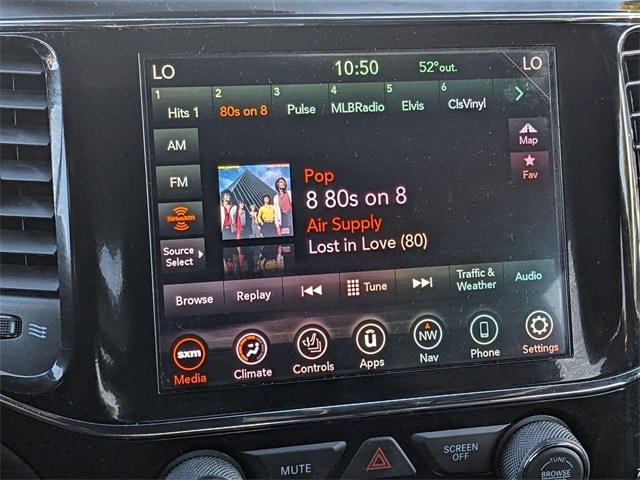 LO 10:50 52°out. LO
1 2 3 4 5 6
Hits 1 80s on 8 Pulse MLBRadio Elvis ClsVinyl
AM
FM
SiriusXM
Source
Select
Map
Fav
Pop
8 80s on 8
Air Supply
Lost in Love (80)
Browse Replay Tune Traffic &
Weather Audio
sxm NW
Media Climate Controls Apps Nav Phone Settings
MUTE
SCREEN
OFF
TUNE
BROWSE